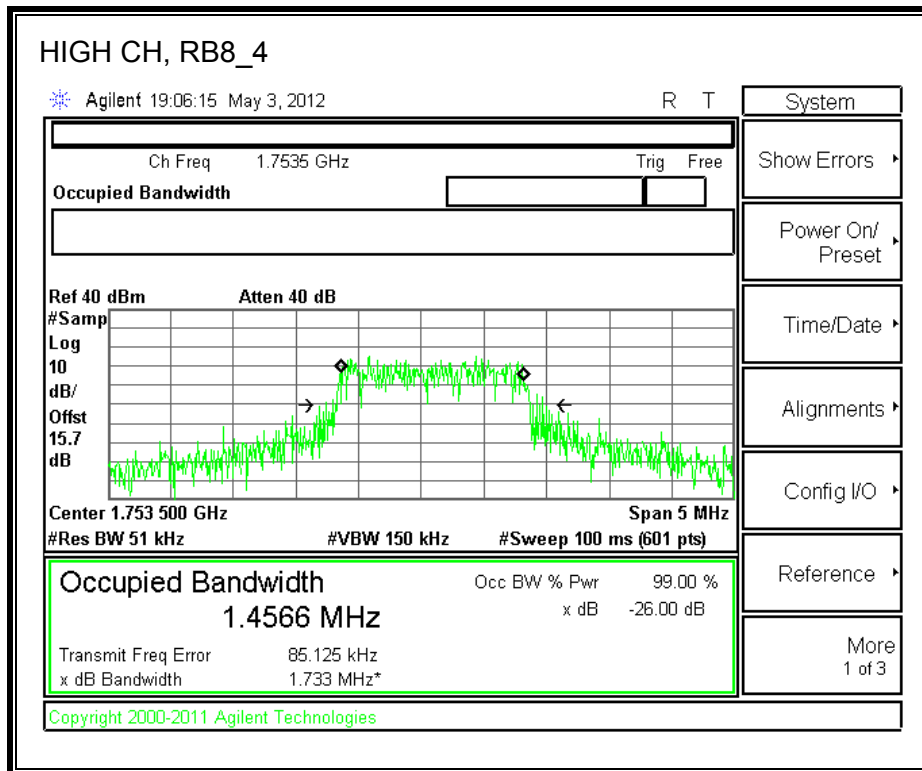 HIGH CH, RB8_4
Agilent 19:06:15 May 3, 2012 R T
System
Ch Freq 1.7535 GHz Trig Free
Show Errors
Occupied Bandwidth
Power On/
Preset
Ref 40 dBm Atten 40 dB
#Samp
Log
10
dB/
Offst
15.7
dB
Time/Date
Alignments
Config I/O
Center 1.753 500 GHz Span 5 MHz
#Res BW 51 kHz #VBW 150 kHz #Sweep 100 ms (601 pts)
Occupied Bandwidth Occ BW % Pwr 99.00 %
1.4566 MHz x dB -26.00 dB
Reference
Transmit Freq Error 85.125 kHz
x dB Bandwidth 1.733 MHz*
More
1 of 3
Copyright 2000-2011 Agilent Technologies